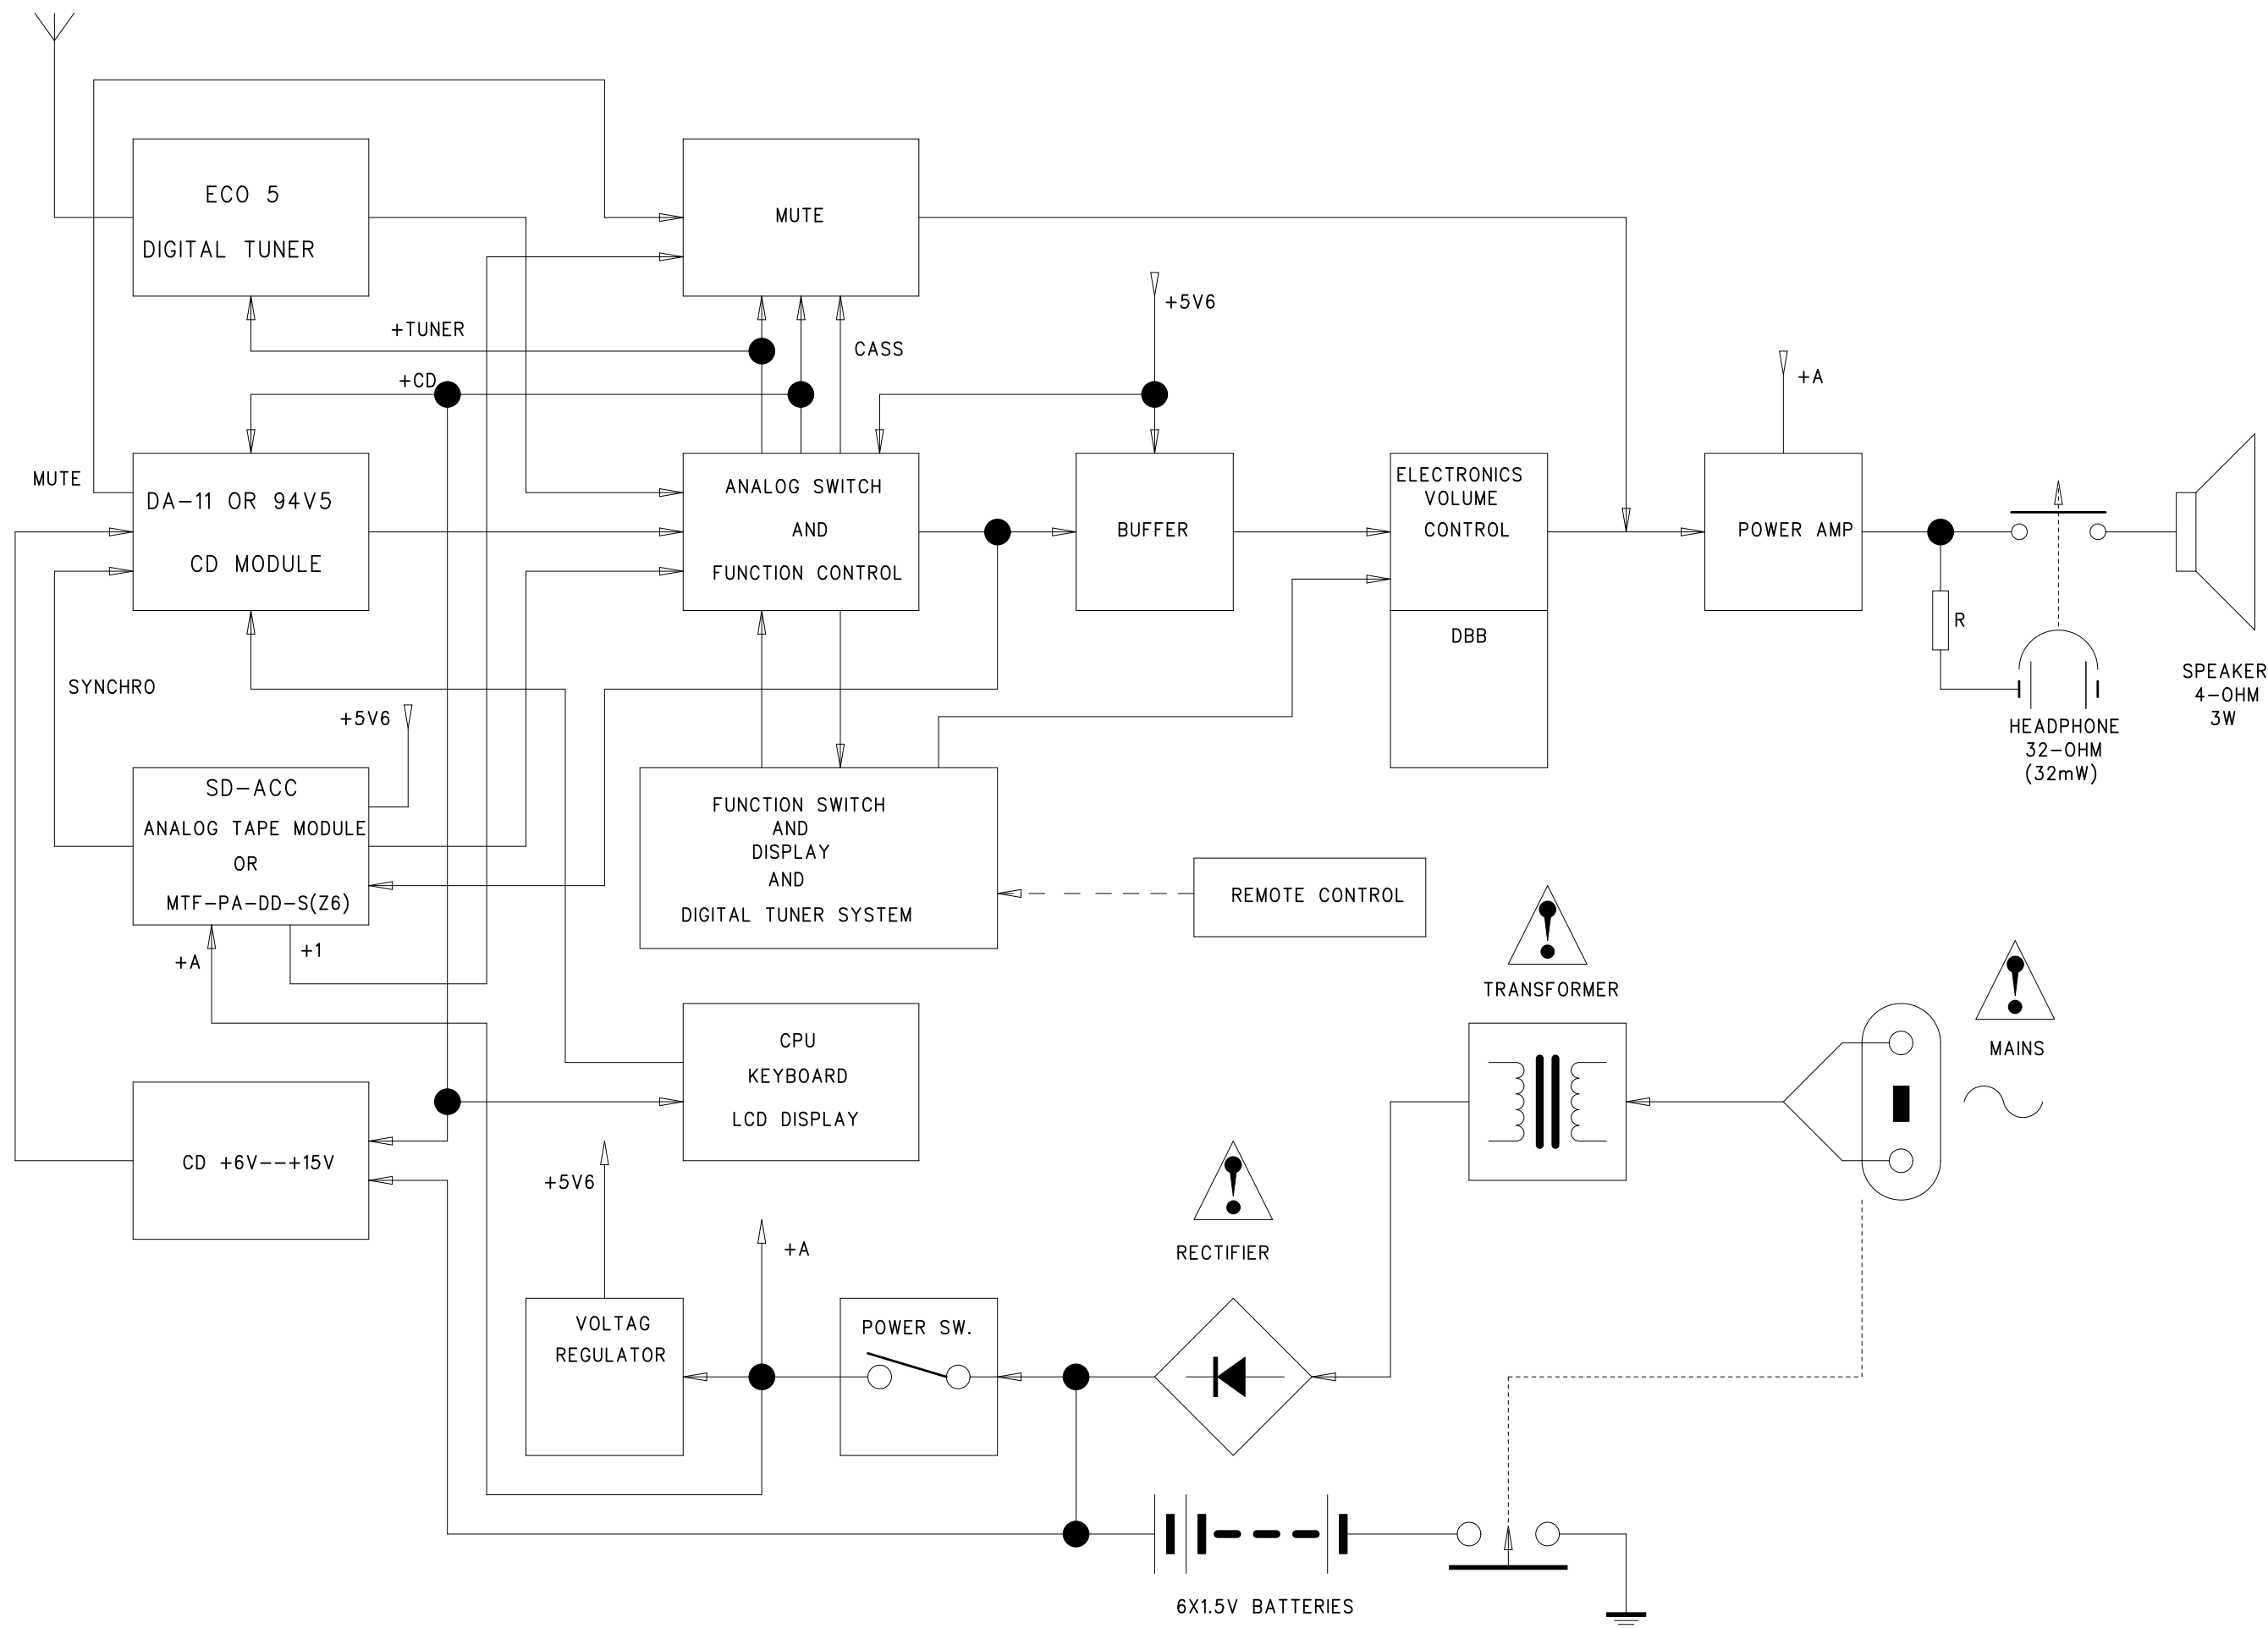 ECO 5
DIGITAL TUNER
MUTE
+TUNER
CASS
+5V6
+CD
+A
MUTE
DA-11 OR 94V5
CD MODULE
ANALOG SWITCH
AND
FUNCTION CONTROL
BUFFER
ELECTRONICS
VOLUME
CONTROL
DBB
POWER AMP
R
SPEAKER
4-OHM
3W
HEADPHONE
32-OHM
(32mW)
SYNCHRO
+5V6
SD-ACC
ANALOG TAPE MODULE
OR
MTF-PA-DD-S(Z6)
+A
+1
FUNCTION SWITCH
AND
DISPLAY
AND
DIGITAL TUNER SYSTEM
REMOTE CONTROL
TRANSFORMER
MAINS
CPU
KEYBOARD
LCD DISPLAY
CD +6V--+15V
+5V6
+A
RECTIFIER
VOLTAG
REGULATOR
POWER SW.
6X1.5V BATTERIES